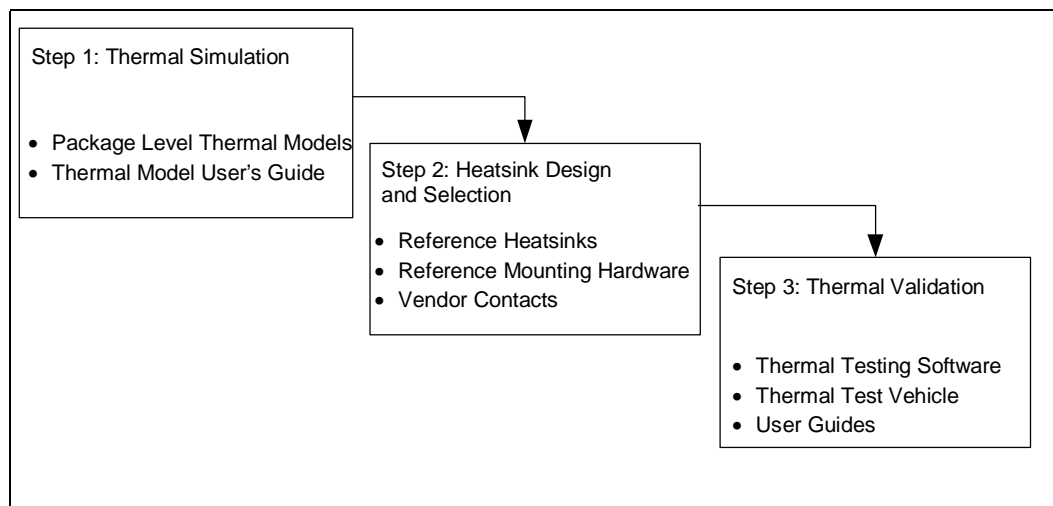 Step 1: Thermal Simulation
• Package Level Thermal Models
• Thermal Model User’s Guide
Step 2: Heatsink Design
and Selection
• Reference Heatsinks
• Reference Mounting Hardware
• Vendor Contacts
Step 3: Thermal Validation
• Thermal Testing Software
• Thermal Test Vehicle
• User Guides